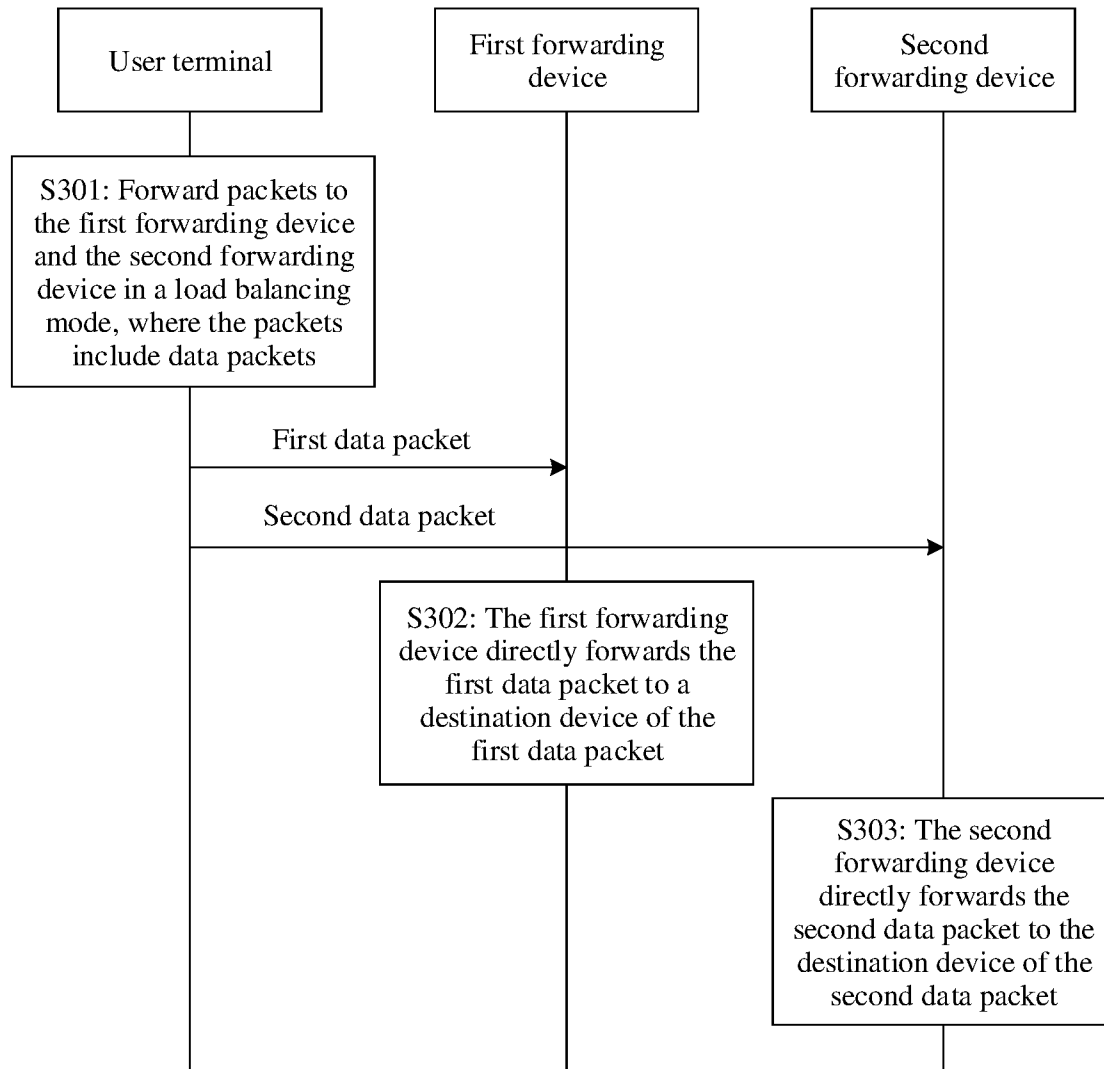 User terminal
First forwarding
device
Second
forwarding device
S301: Forward packets to
the first forwarding device
and the second forwarding
device in a load balancing
mode, where the packets
include data packets
First data packet
Second data packet
S302: The first forwarding
device directly forwards the
first data packet to a
destination device of the
first data packet
S303: The second
forwarding device
directly forwards the
second data packet to the
destination device of the
second data packet